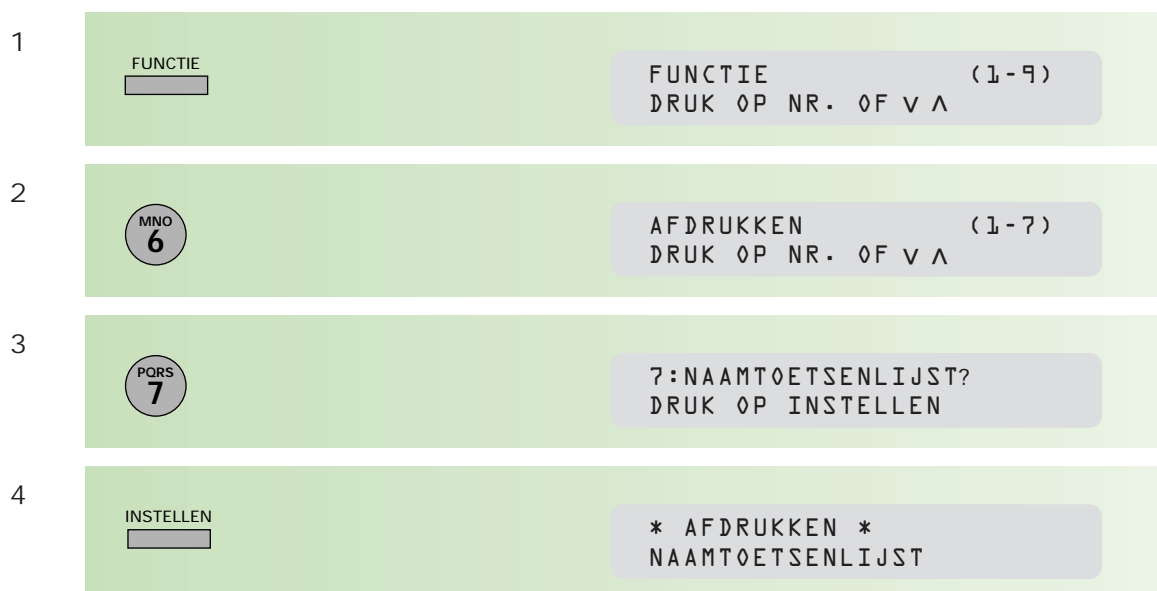 1
FUNCTIE
FUNCTIE (1-9)
DRUK OP NR. OF ∨ ∧
2
MNO
6
AFDRUKKEN (1-7)
DRUK OP NR. OF ∨ ∧
3
PQRS
7
7:NAAMTOETSENLIJST?
DRUK OP INSTELLEN
4
INSTELLEN
* AFDRUKKEN *
NAAMTOETSENLIJST